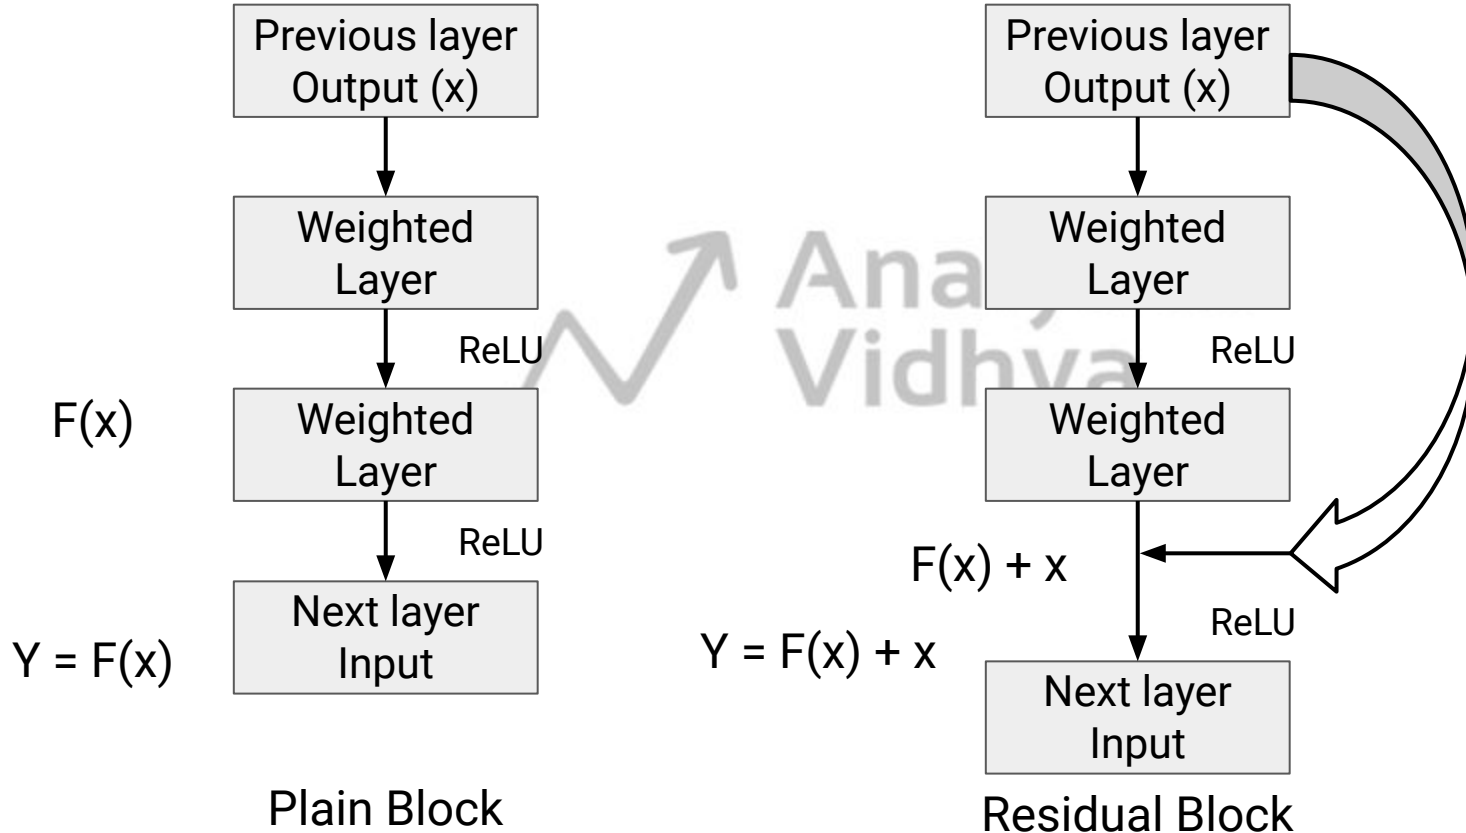 Previous layer
Output (x)
Weighted
Layer
ReLU
F(x)
Weighted
Layer
ReLU
Y = F(x)
Next layer
Input
Plain Block
Previous layer
Output (x)
Weighted
Layer
ReLU
Weighted
Layer
F(x) + x
ReLU
Y = F(x) + x
Next layer
Input
Residual Block
Vidhya